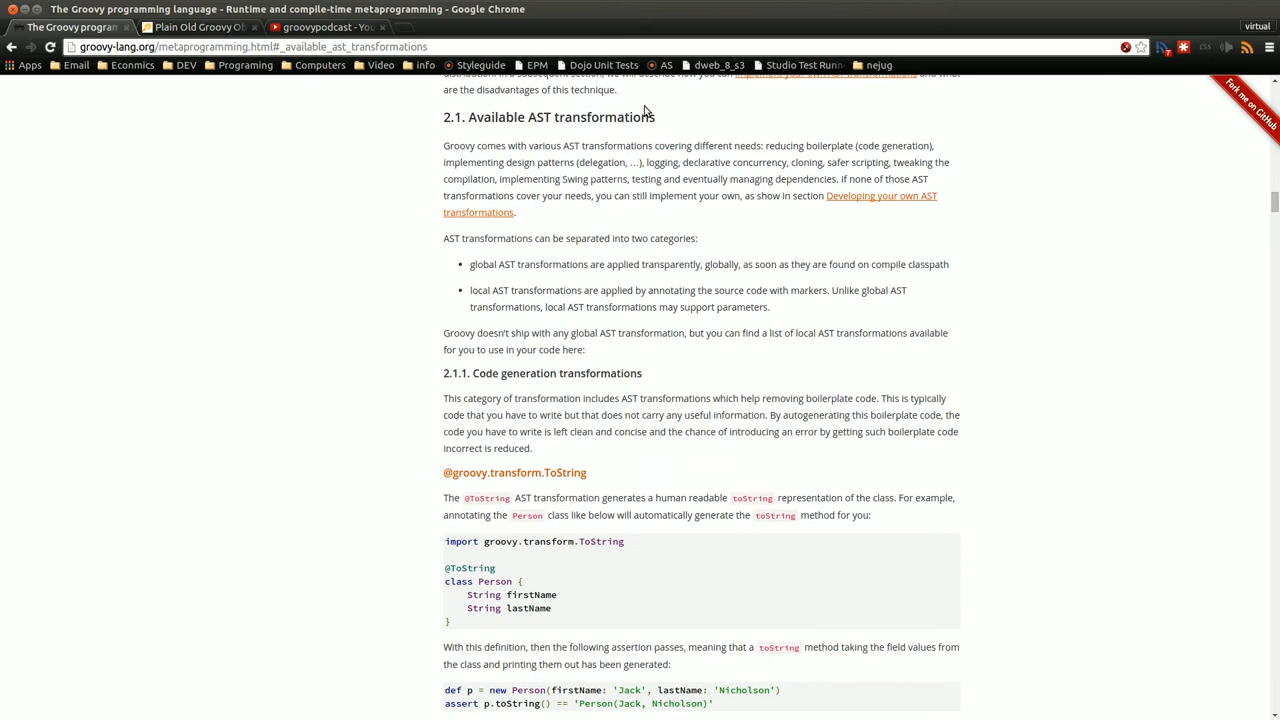 The Groovy programming language - Runtime and compile-time metaprogramming - Google Chrome
virtual
The Groovy program
Plain Old Groovy Ob
groovypodcast - You
groovy-lang.org/metaprogramming.html#_available_ast_transformations
Apps Email Econmics DEV Programing Computers Video info Styleguide EPM Dojo Unit Tests AS dweb_8_s3 Studio Test Runn nejug
Fork me on GitHub
are the disadvantages of this technique.
2.1. Available AST transformations
Groovy comes with various AST transformations covering different needs: reducing boilerplate (code generation),
implementing design patterns (delegation, …), logging, declarative concurrency, cloning, safer scripting, tweaking the
compilation, implementing Swing patterns, testing and eventually managing dependencies. If none of those AST
transformations cover your needs, you can still implement your own, as show in section Developing your own AST
transformations.
AST transformations can be separated into two categories:
• global AST transformations are applied transparently, globally, as soon as they are found on compile classpath
• local AST transformations are applied by annotating the source code with markers. Unlike global AST
transformations, local AST transformations may support parameters.
Groovy doesn't ship with any global AST transformation, but you can find a list of local AST transformations available
for you to use in your code here:
2.1.1. Code generation transformations
This category of transformation includes AST transformations which help removing boilerplate code. This is typically
code that you have to write but that does not carry any useful information. By autogenerating this boilerplate code, the
code you have to write is left clean and concise and the chance of introducing an error by getting such boilerplate code
incorrect is reduced.
@groovy.transform.ToString
The @ToString AST transformation generates a human readable toString representation of the class. For example,
annotating the Person class like below will automatically generate the toString method for you:
import groovy.transform.ToString
@ToString
class Person {
String firstName
String lastName
}
With this definition, then the following assertion passes, meaning that a toString method taking the field values from
the class and printing them out has been generated:
def p = new Person(firstName: 'Jack', lastName: 'Nicholson')
assert p.toString() == 'Person(Jack, Nicholson)'